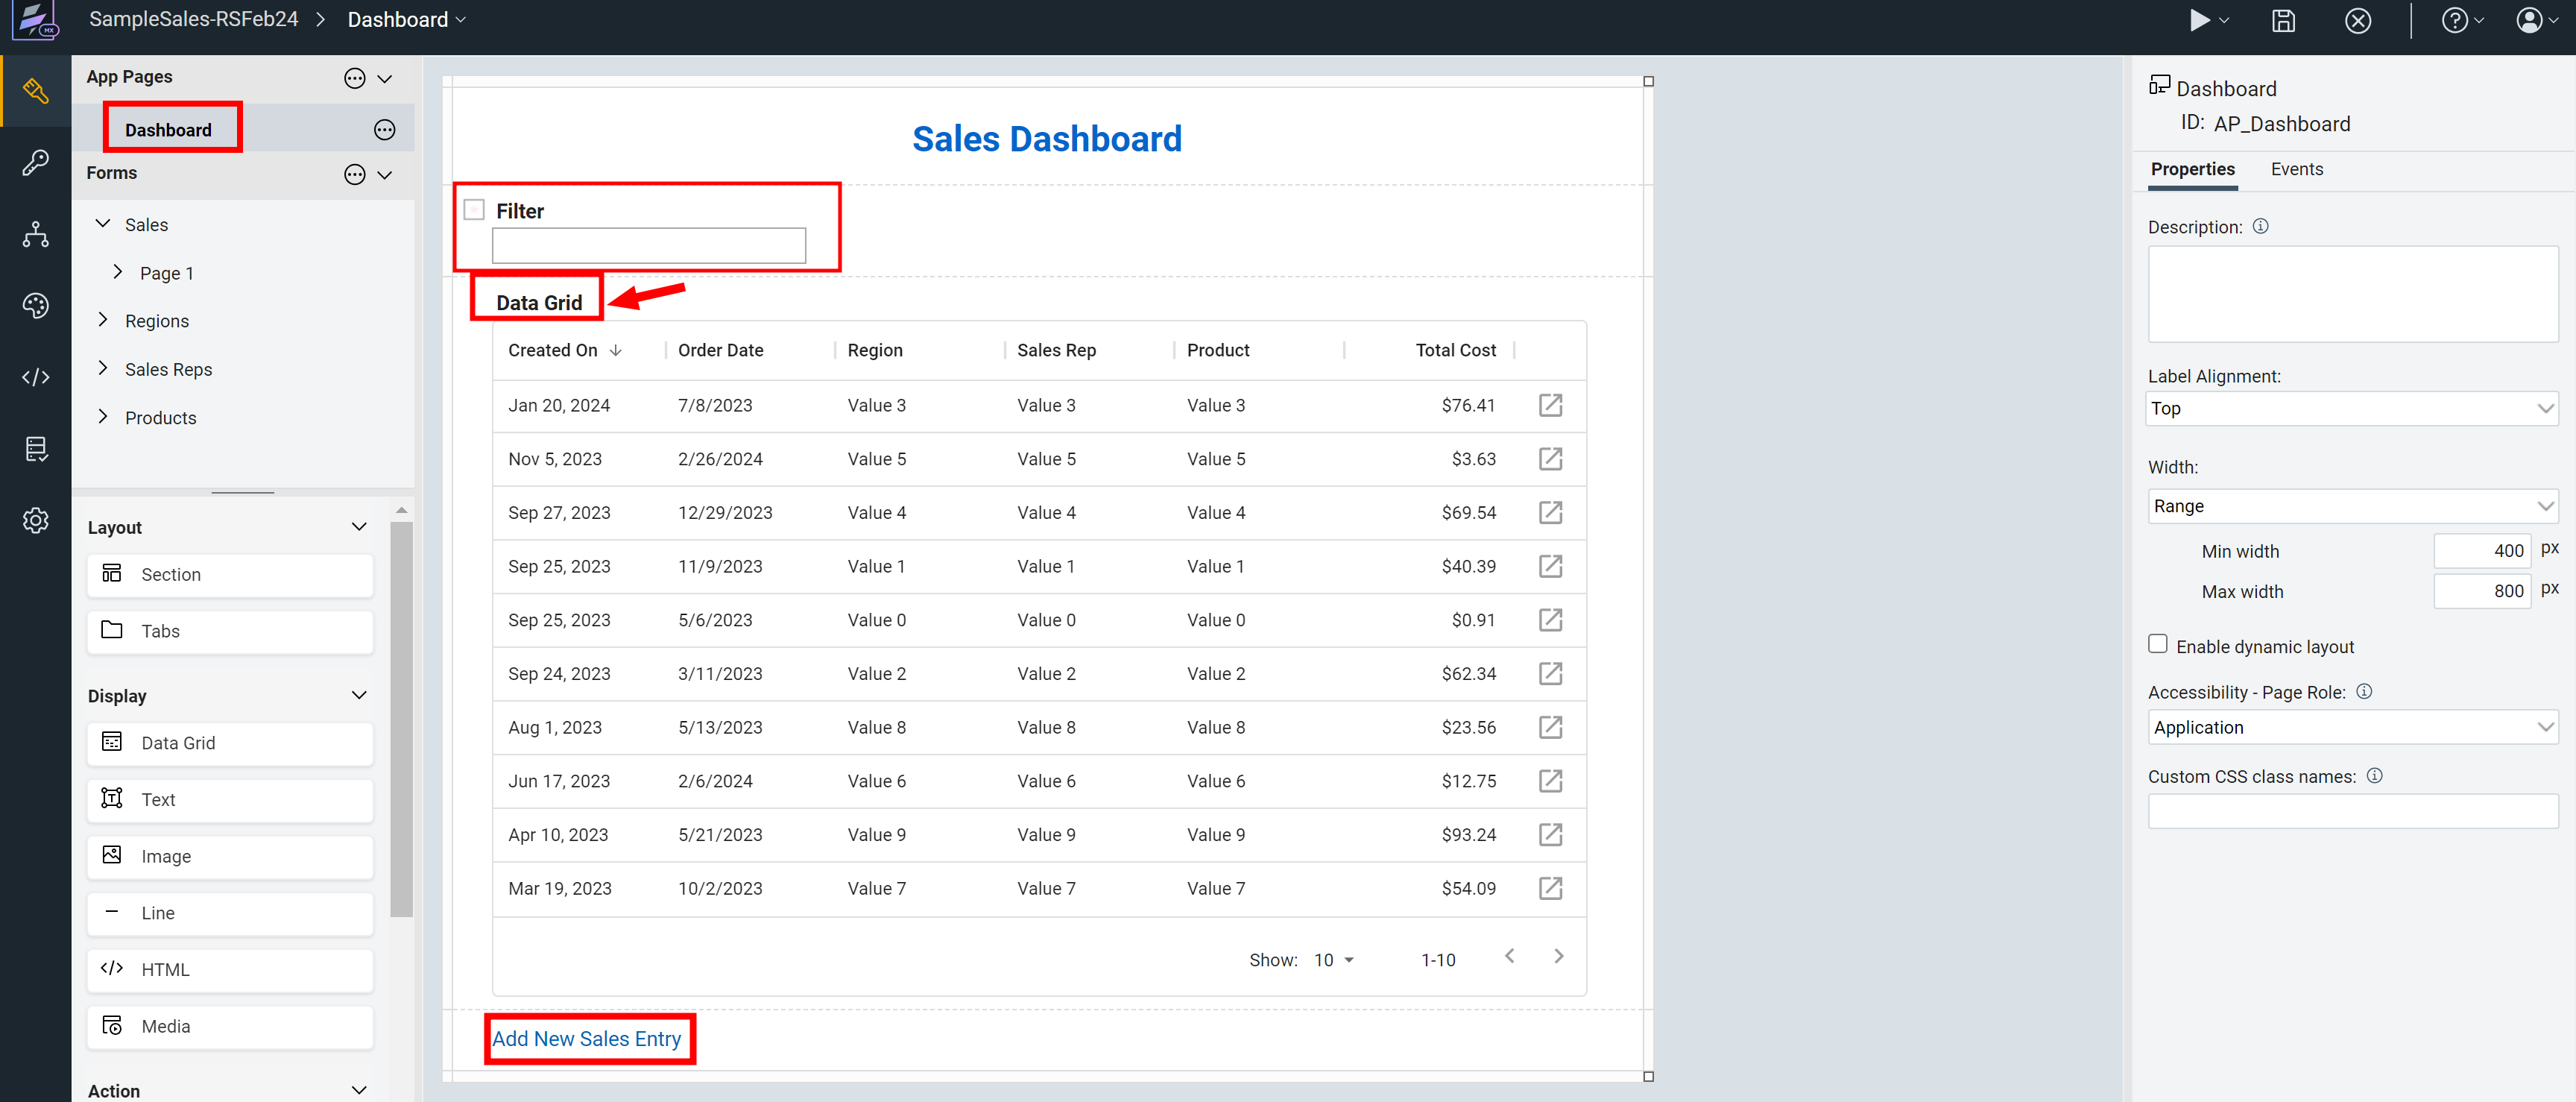 MX
SampleSales-RSFeb24 > Dashboard
App Pages
Dashboard
Forms
Sales
Page 1
Regions
Sales Reps
Products
Layout
Section
Tabs
Display
Data Grid
Text
Image
Line
HTML
Media
Action
Sales Dashboard
Filter
Data Grid
Created On Order Date Region Sales Rep Product Total Cost
Jan 20, 2024 7/8/2023 Value 3 Value 3 Value 3 $76.41
Nov 5, 2023 2/26/2024 Value 5 Value 5 Value 5 $3.63
Sep 27, 2023 12/29/2023 Value 4 Value 4 Value 4 $69.54
Sep 25, 2023 11/9/2023 Value 1 Value 1 Value 1 $40.39
Sep 25, 2023 5/6/2023 Value 0 Value 0 Value 0 $0.91
Sep 24, 2023 3/11/2023 Value 2 Value 2 Value 2 $62.34
Aug 1, 2023 5/13/2023 Value 8 Value 8 Value 8 $23.56
Jun 17, 2023 2/6/2024 Value 6 Value 6 Value 6 $12.75
Apr 10, 2023 5/21/2023 Value 9 Value 9 Value 9 $93.24
Mar 19, 2023 10/2/2023 Value 7 Value 7 Value 7 $54.09
Show: 10 1-10
Add New Sales Entry
Dashboard
ID: AP_Dashboard
Properties Events
Description:
Label Alignment:
Top
Width:
Range
Min width 400 px
Max width 800 px
Enable dynamic layout
Accessibility - Page Role:
Application
Custom CSS class names: